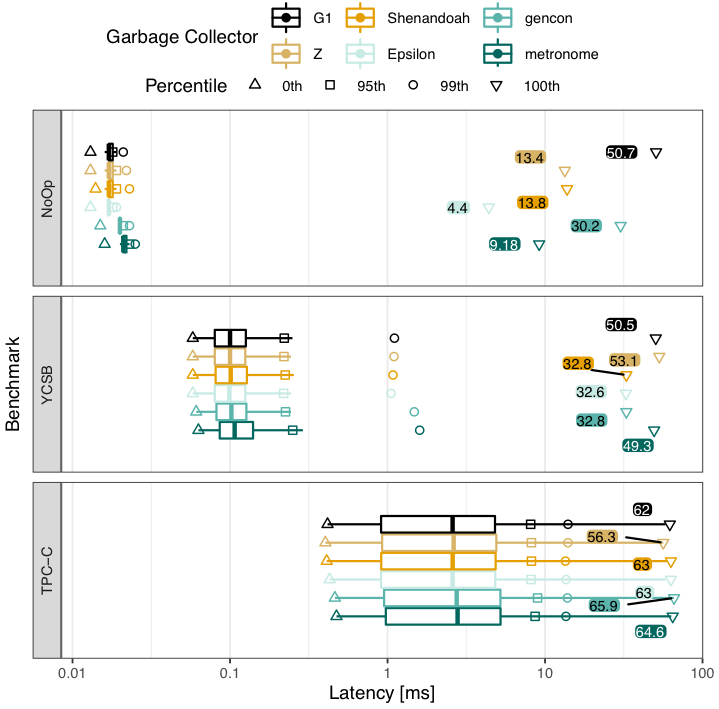 Garbage Collector
G1 Shenandoah gencon
Z Epsilon metronome
Percentile 0th 95th 99th 100th
Benchmark
NoOp
50.7
13.4
13.8
4.4
30.2
9.18
YCSB
50.5
53.1
32.8
32.6
32.8
49.3
TPC−C
62
56.3
63
63
65.9
64.6
0.01 0.1 1 10 100
Latency [ms]